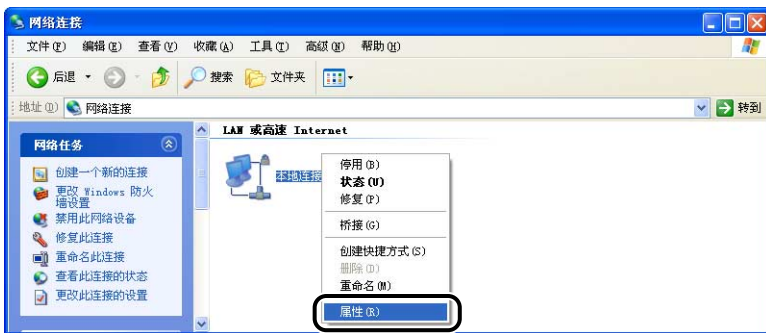 网络连接
文件(F) 编辑(E) 查看(V) 收藏(A) 工具(T) 高级(N) 帮助(H)
后退 搜索 文件夹
地址(D) 网络连接 转到
网络任务
创建一个新的连接
更改 Windows 防火
墙设置
禁用此网络设备
修复此连接
重命名此连接
查看此连接的状态
更改此连接的设置
LAN 或高速 Internet
本地连接
停用(B)
状态(U)
修复(P)
桥接(G)
创建快捷方式(S)
删除(D)
重命名(M)
属性(R)